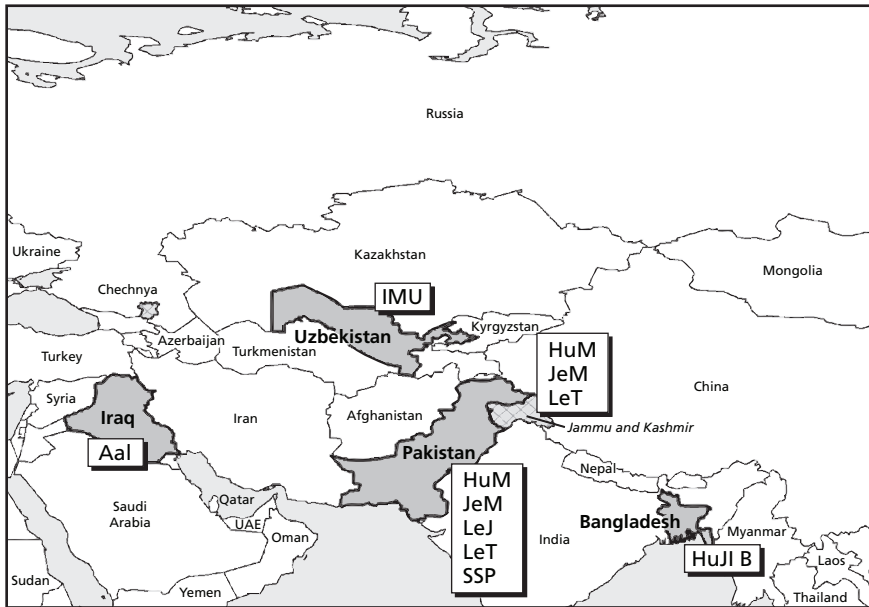 Russia
Ukraine
Kazakhstan
Mongolia
Chechnya
IMU
Uzbekistan
Kyrgyzstan
Azerbaijan
Turkmenistan
Turkey
HuM
JeM
LeT
China
Syria
Iraq
Iran
Afghanistan
Jammu and Kashmir
AaI
Pakistan
Nepal
HuM
JeM
LeJ
LeT
SSP
Qatar
Saudi
Arabia
UAE
Oman
Bangladesh
Myanmar
India
HuJI B
Laos
Sudan
Yemen
Thailand